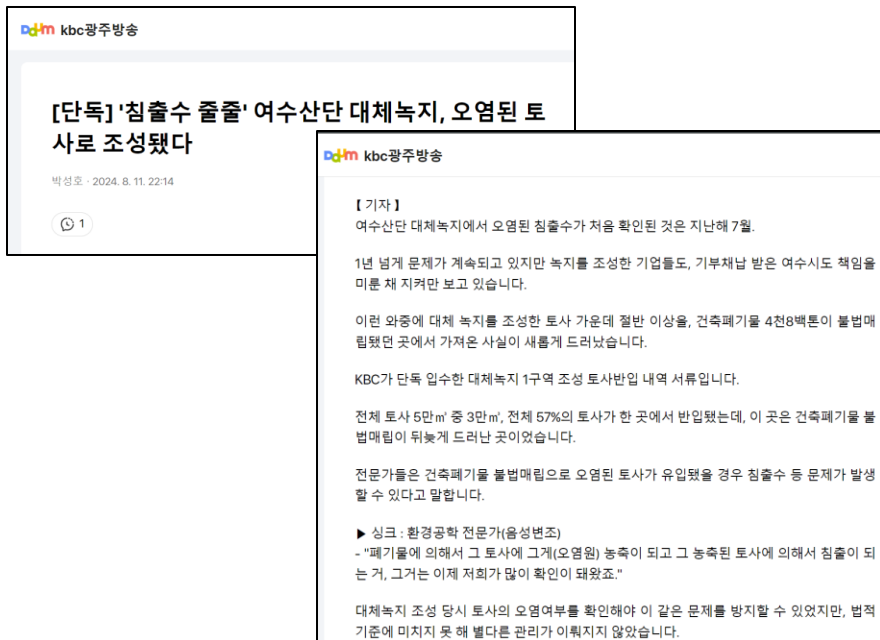 Daum kbc광주방송
[단독] '침출수 줄줄' 여수산단 대체녹지, 오염된 토
사로 조성됐다
박성호 · 2024. 8. 11. 22:14
1
Daum kbc광주방송
【 기자 】
여수산단 대체녹지에서 오염된 침출수가 처음 확인된 것은 지난해 7월.
1년 넘게 문제가 계속되고 있지만 녹지를 조성한 기업들도, 기부채납 받은 여수시도 책임을
미룬 채 지켜만 보고 있습니다.
이런 와중에 대체 녹지를 조성한 토사 가운데 절반 이상을, 건축폐기물 4천8백톤이 불법매
립됐던 곳에서 가져온 사실이 새롭게 드러났습니다.
KBC가 단독 입수한 대체녹지 1구역 조성 토사반입 내역 서류입니다.
전체 토사 5만㎥ 중 3만㎥, 전체 57%의 토사가 한 곳에서 반입됐는데, 이 곳은 건축폐기물 불
법매립이 뒤늦게 드러난 곳이었습니다.
전문가들은 건축폐기물 불법매립으로 오염된 토사가 유입됐을 경우 침출수 등 문제가 발생
할 수 있다고 말합니다.
▶ 싱크 : 환경공학 전문가(음성변조)
- "폐기물에 의해서 그 토사에 그게(오염원) 농축이 되고 그 농축된 토사에 의해서 침출이 되
는 거, 그거는 이제 저희가 많이 확인이 돼왔죠."
대체녹지 조성 당시 토사의 오염여부를 확인해야 이 같은 문제를 방지할 수 있었지만, 법적
기준에 미치지 못 해 별다른 관리가 이뤄지지 않았습니다.